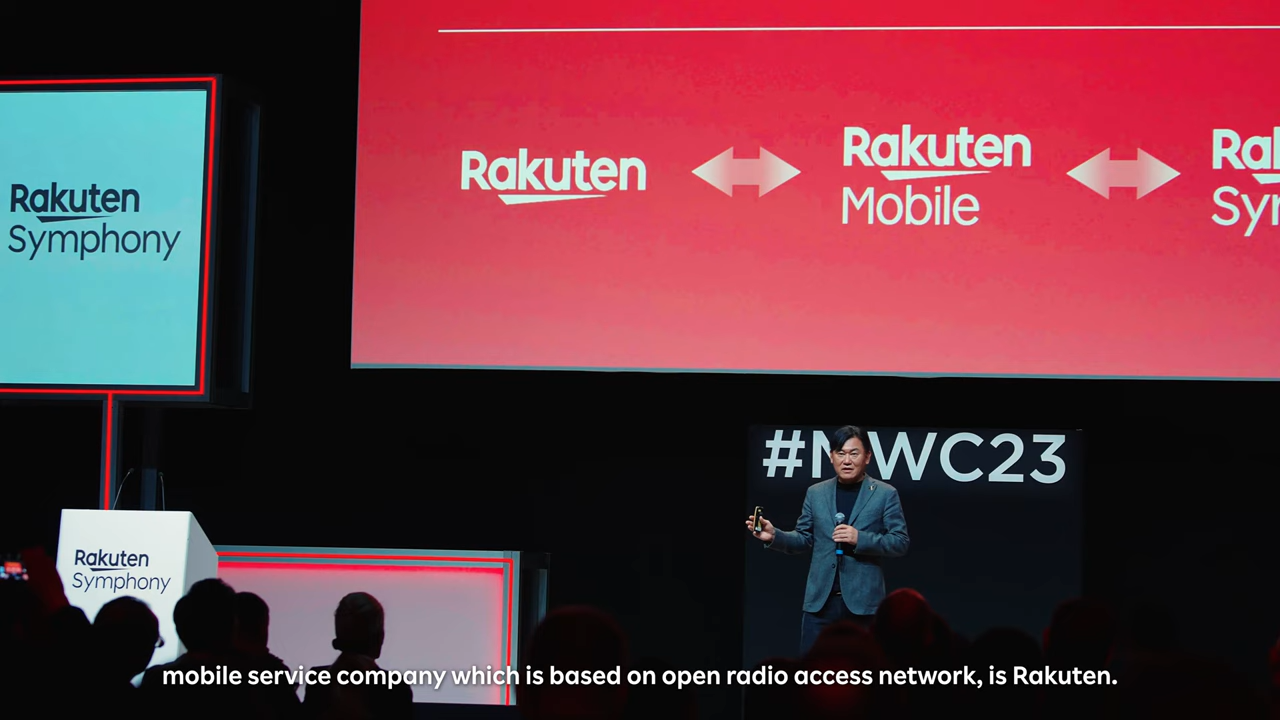 Rakuten
Rakuten
Mobile
Rakuten
Symphony
#MWC23
Rakuten
Symphony
mobile service company which is based on open radio access network, is Rakuten.